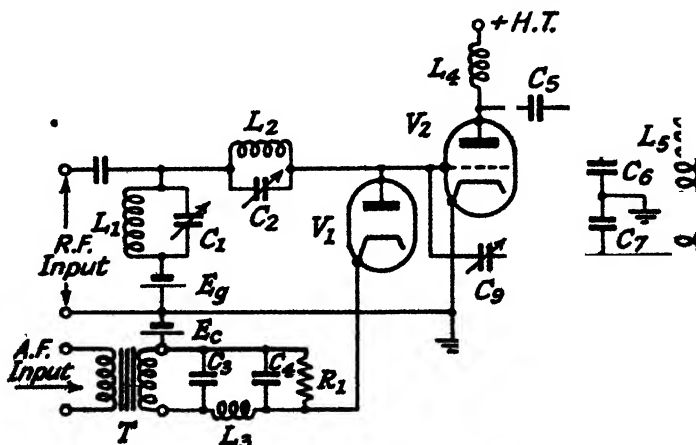 + H.T.
L4
C5
L2
V2
C2
L1
C1
V1
L5
C6
C7
R.F.
Input
Eg
C9
Ec
A.F.
Input
C3
C4
R1
T
L3